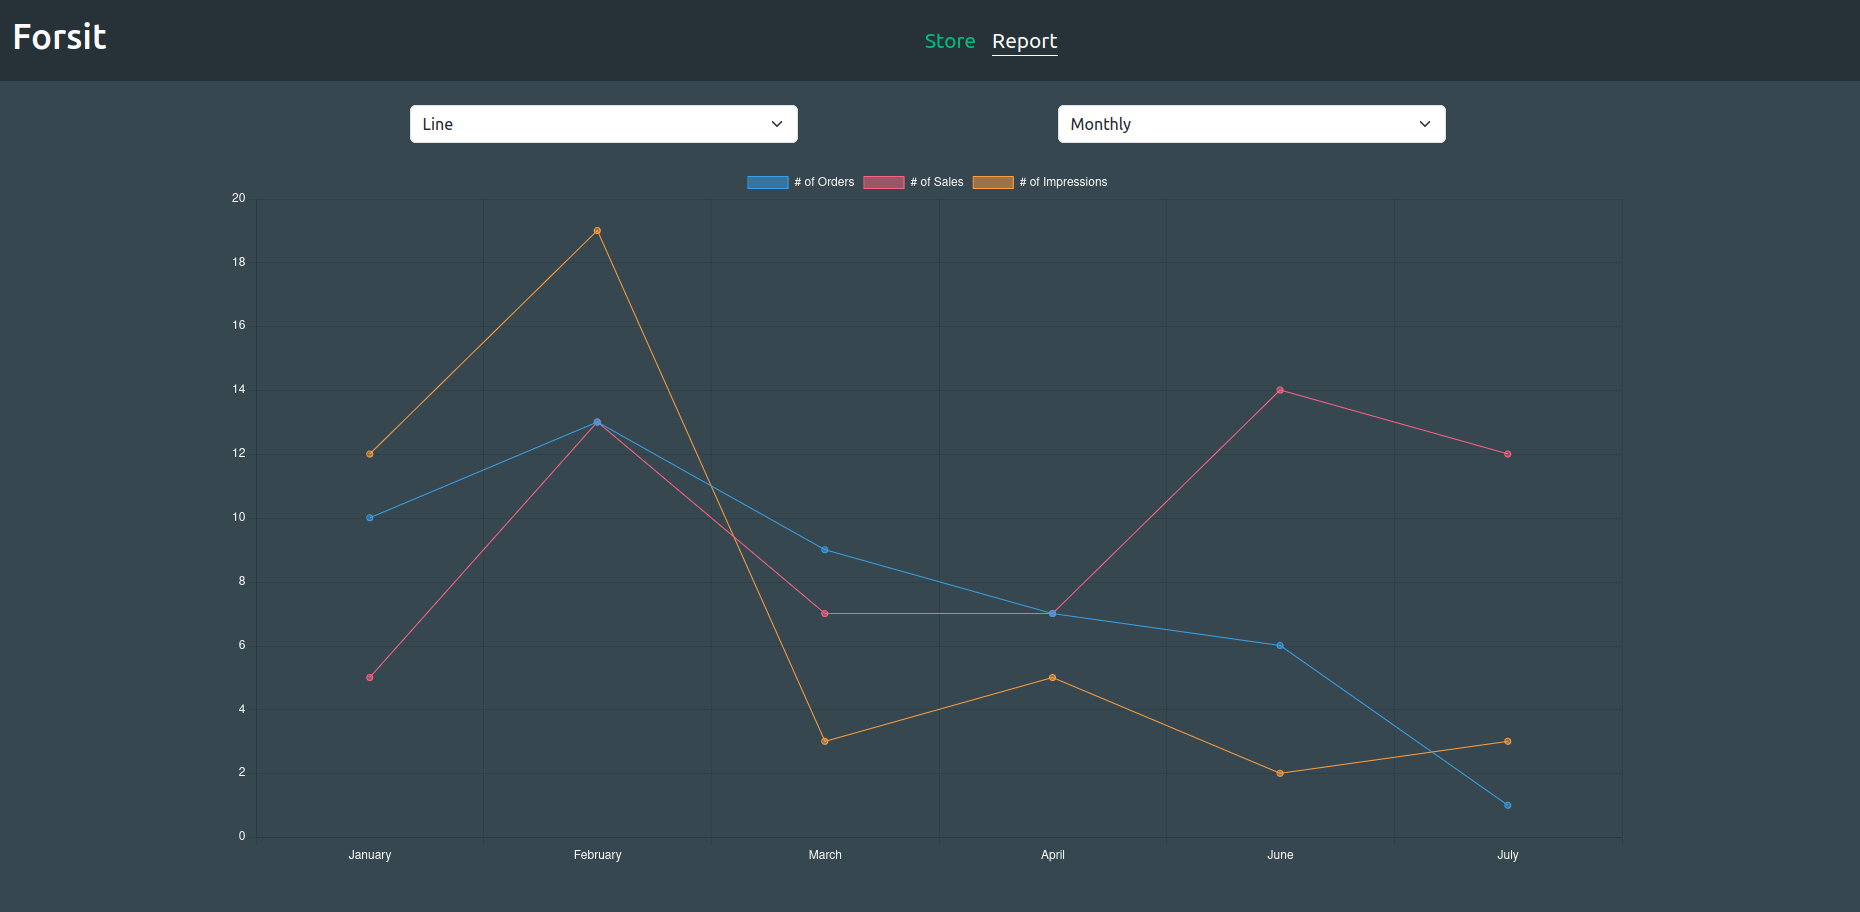 Forsit
Store Report
Line
Monthly
# of Orders # of Sales # of Impressions
20
18
16
14
12
10
8
6
4
2
0
January February March April June July